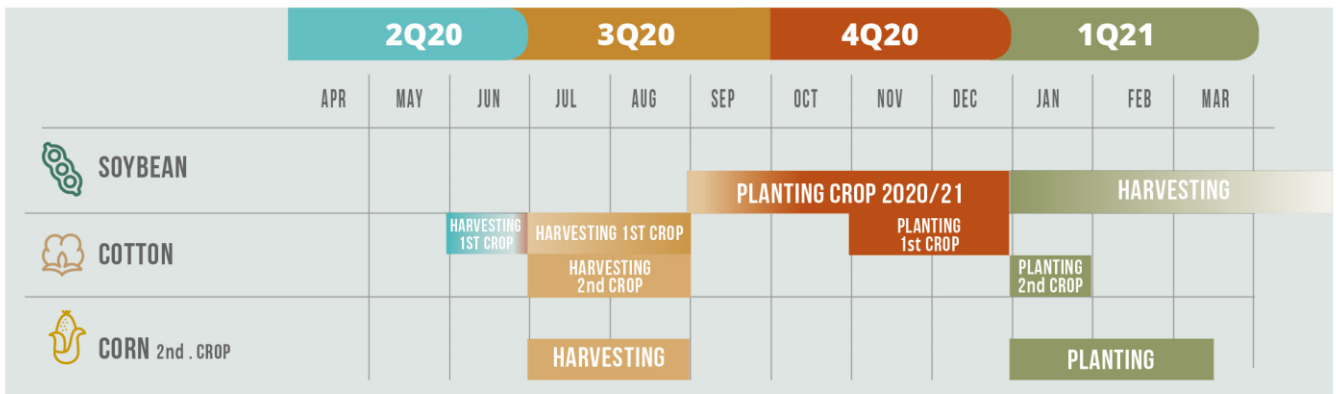 2Q20 3Q20 4Q20 1Q21
APR MAY JUN JUL AUG SEP OCT NOV DEC JAN FEB MAR
SOYBEAN
PLANTING CROP 2020/21
HARVESTING
COTTON
HARVESTING
1ST CROP
HARVESTING 1ST CROP
PLANTING
1st CROP
HARVESTING
2nd CROP
PLANTING
2nd CROP
CORN 2nd . CROP
HARVESTING
PLANTING